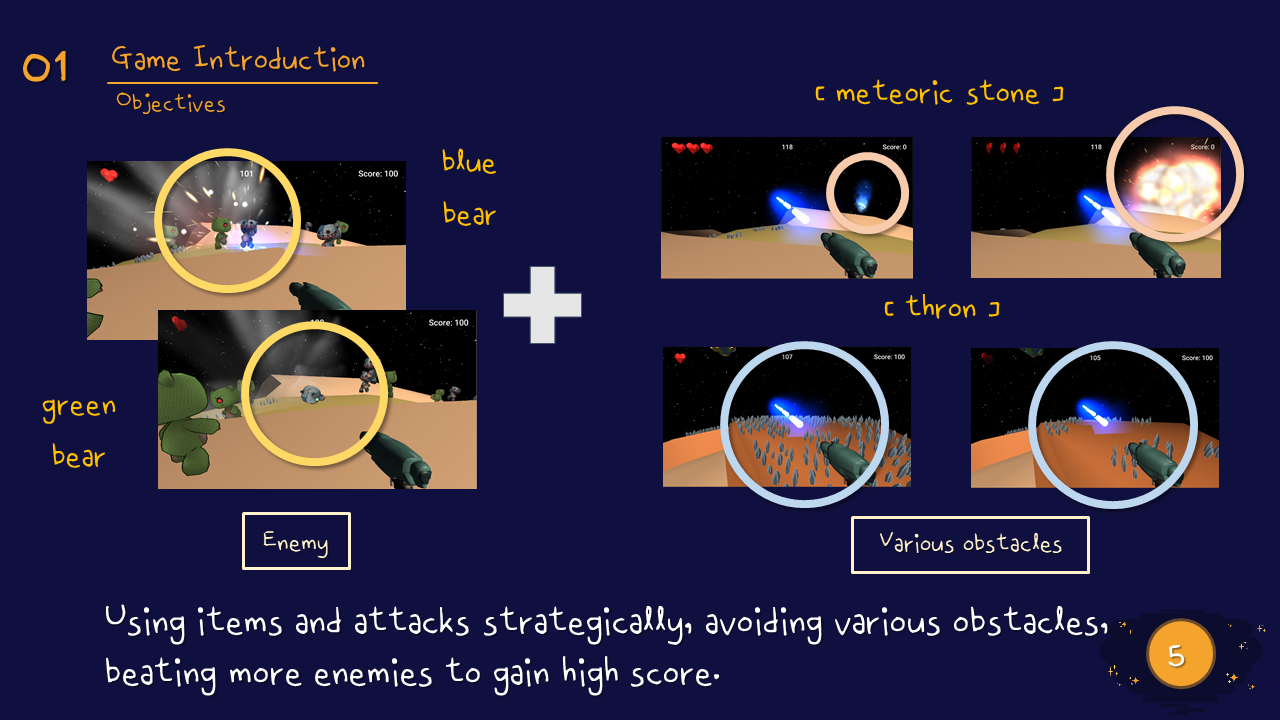 01
Game Introduction
Objectives
blue
bear
101
Score: 100
Score: 100
green
bear
Enemy
[ meteoric stone ]
118
Score: 0
118
Score: 0
[ thron ]
107
Score: 100
105
Score: 100
Various obstacles
Using items and attacks strategically, avoiding various obstacles,
beating more enemies to gain high score.
5